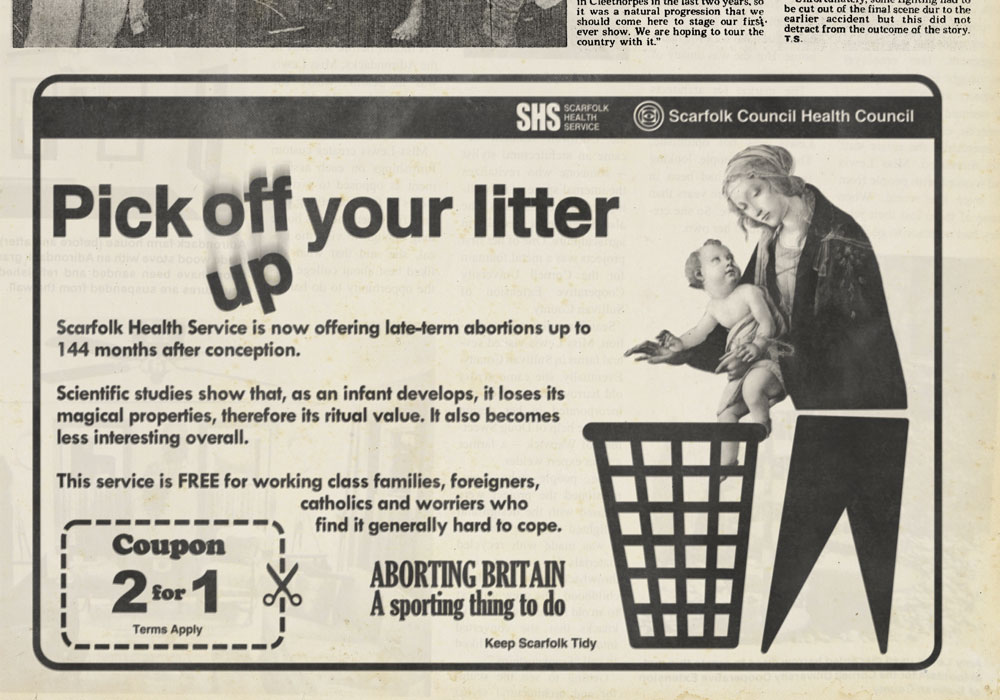 in Cleethorpes in the last two years, so
it was a natural progression that we
should come here to stage our first
ever show. We are hoping to tour the
country with it."
Unfortunately, some fighting had to
be cut out of the final scene due to the
earlier accident but this did not
detract from the outcome of the story.
T.S.
SHS SCARFOLK
HEALTH
SERVICE
Scarfolk Council Health Council
Pick off your litter
up
Scarfolk Health Service is now offering late-term abortions up to
144 months after conception.
Scientific studies show that, as an infant develops, it loses its
magical properties, therefore its ritual value. It also becomes
less interesting overall.
This service is FREE for working class families, foreigners,
catholics and worriers who
find it generally hard to cope.
Coupon
2 for 1
Terms Apply
ABORTING BRITAIN
A sporting thing to do
Keep Scarfolk Tidy